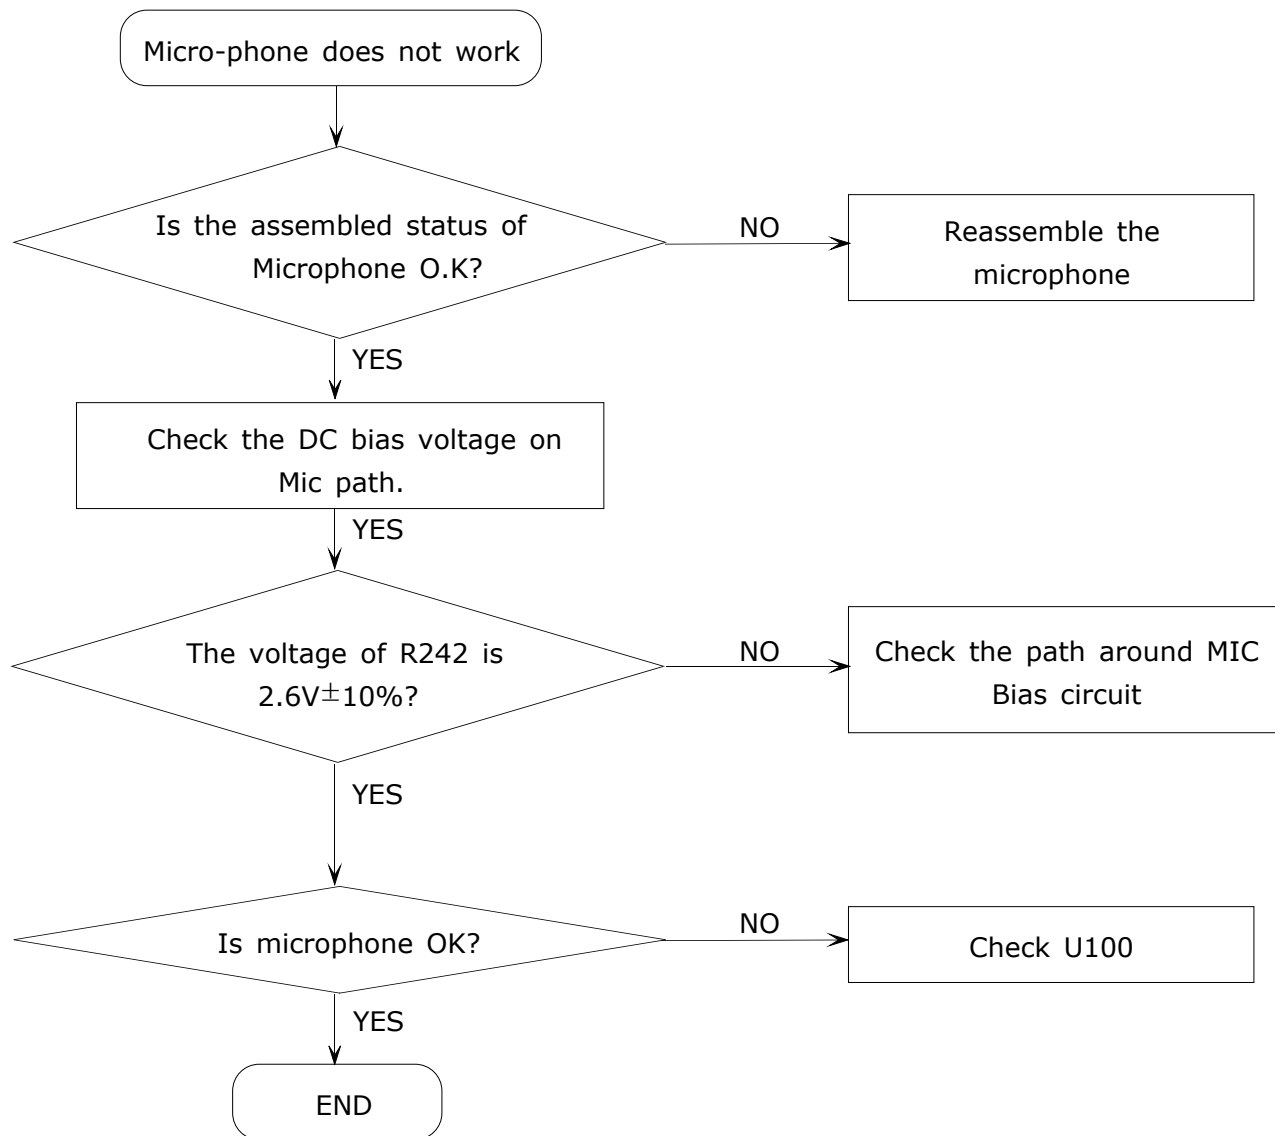 Micro-phone does not work
Is the assembled status of
Microphone O.K?
NO
Reassemble the
microphone
YES
Check the DC bias voltage on
Mic path.
YES
The voltage of R242 is
2.6V±10%?
NO
Check the path around MIC
Bias circuit
YES
Is microphone OK?
NO
Check U100
YES
END